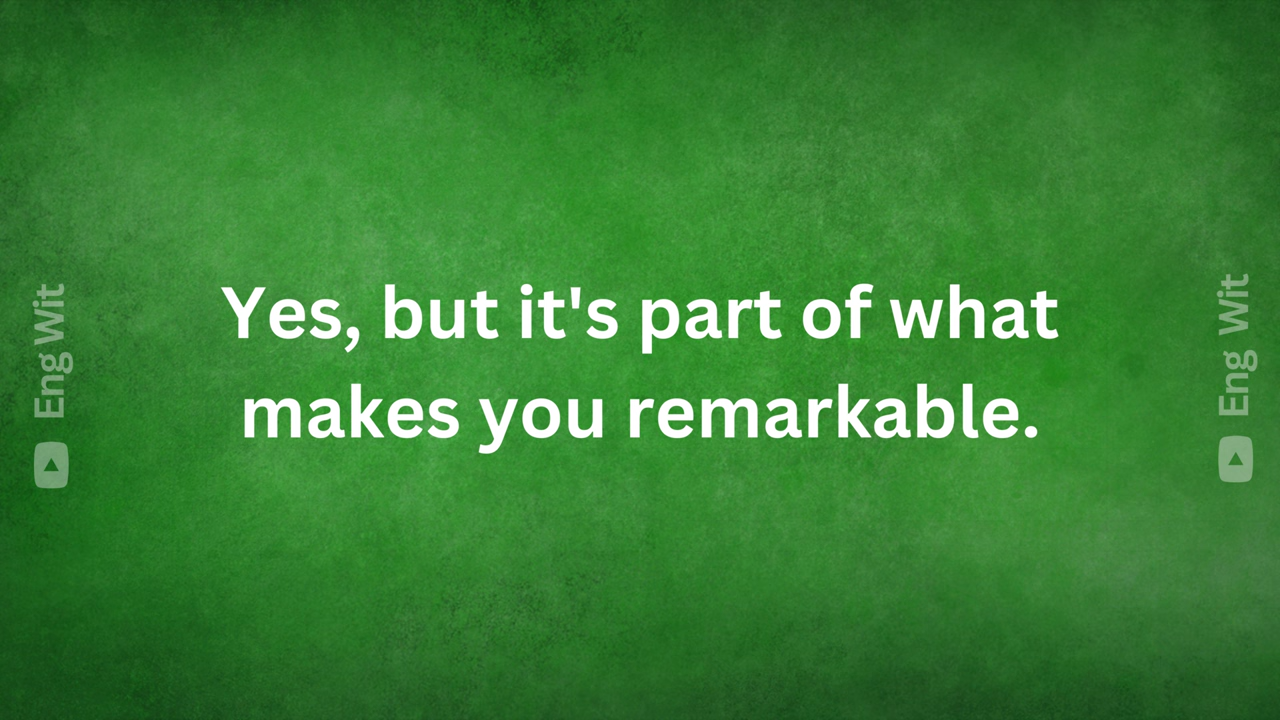 Yes, but it's part of what
makes you remarkable.
Eng Wit
Eng Wit